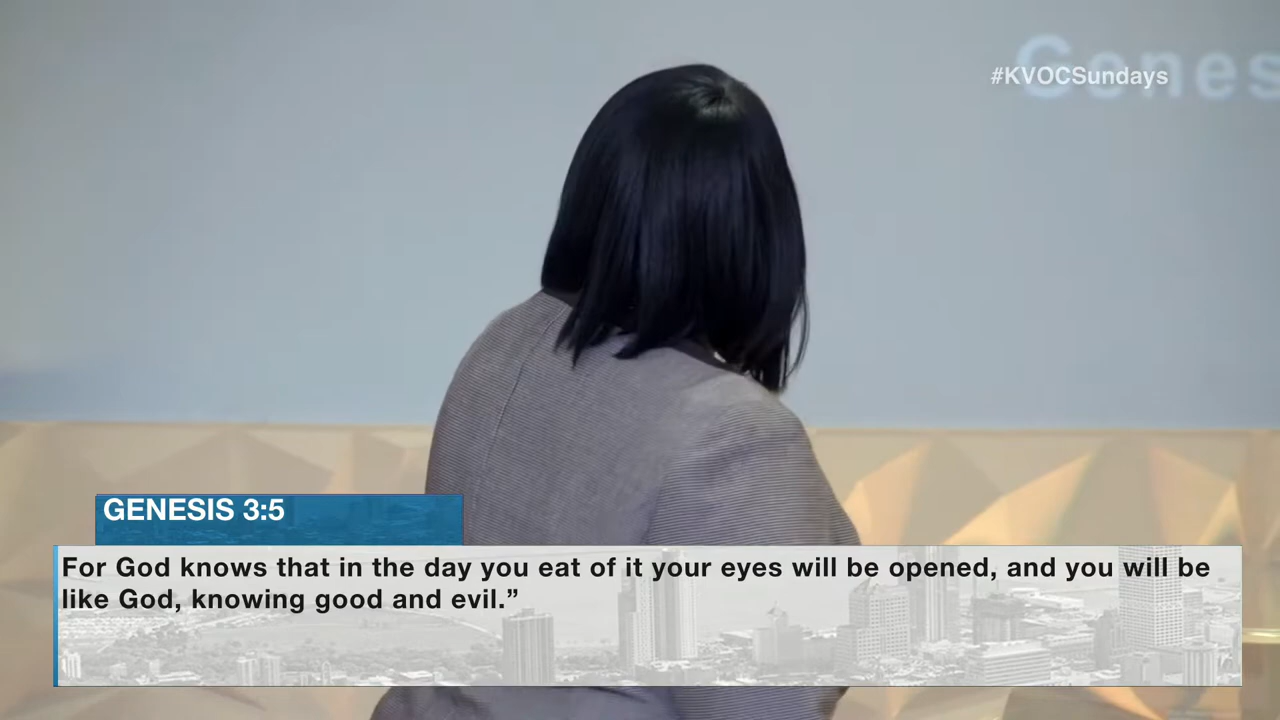 Genes
#KVOCSundays
GENESIS 3:5
For God knows that in the day you eat of it your eyes will be opened, and you will be
like God, knowing good and evil.”